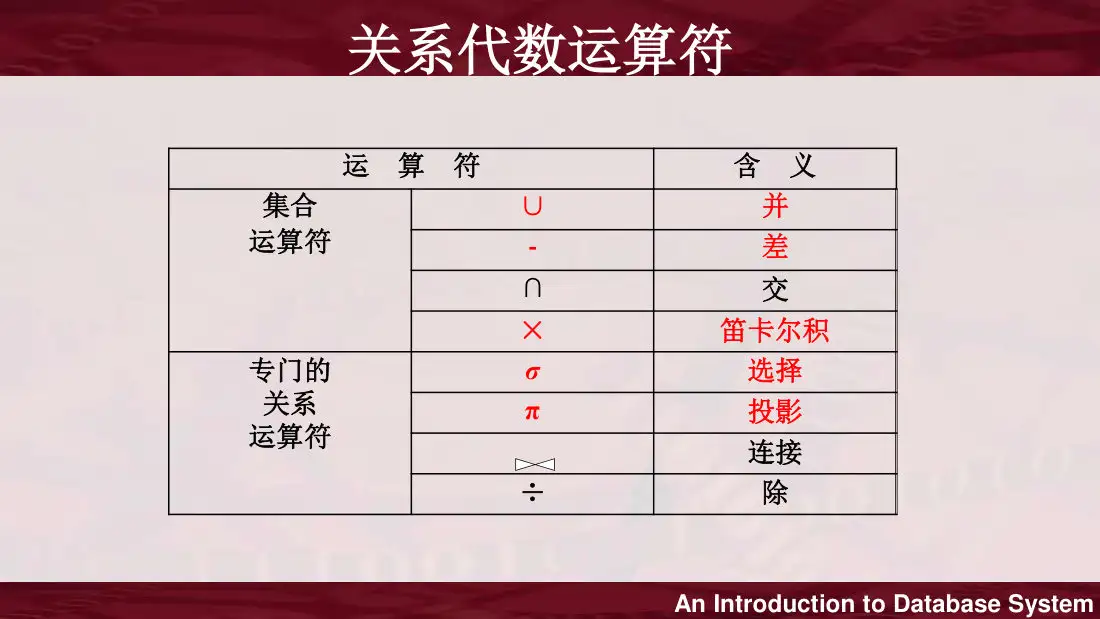 关系代数运算符
运 算 符 含 义
集合
运算符
∪ 并
- 差
∩ 交
× 笛卡尔积
专门的
关系
运算符
σ 选择
π 投影
⋈ 连接
÷ 除
An Introduction to Database System